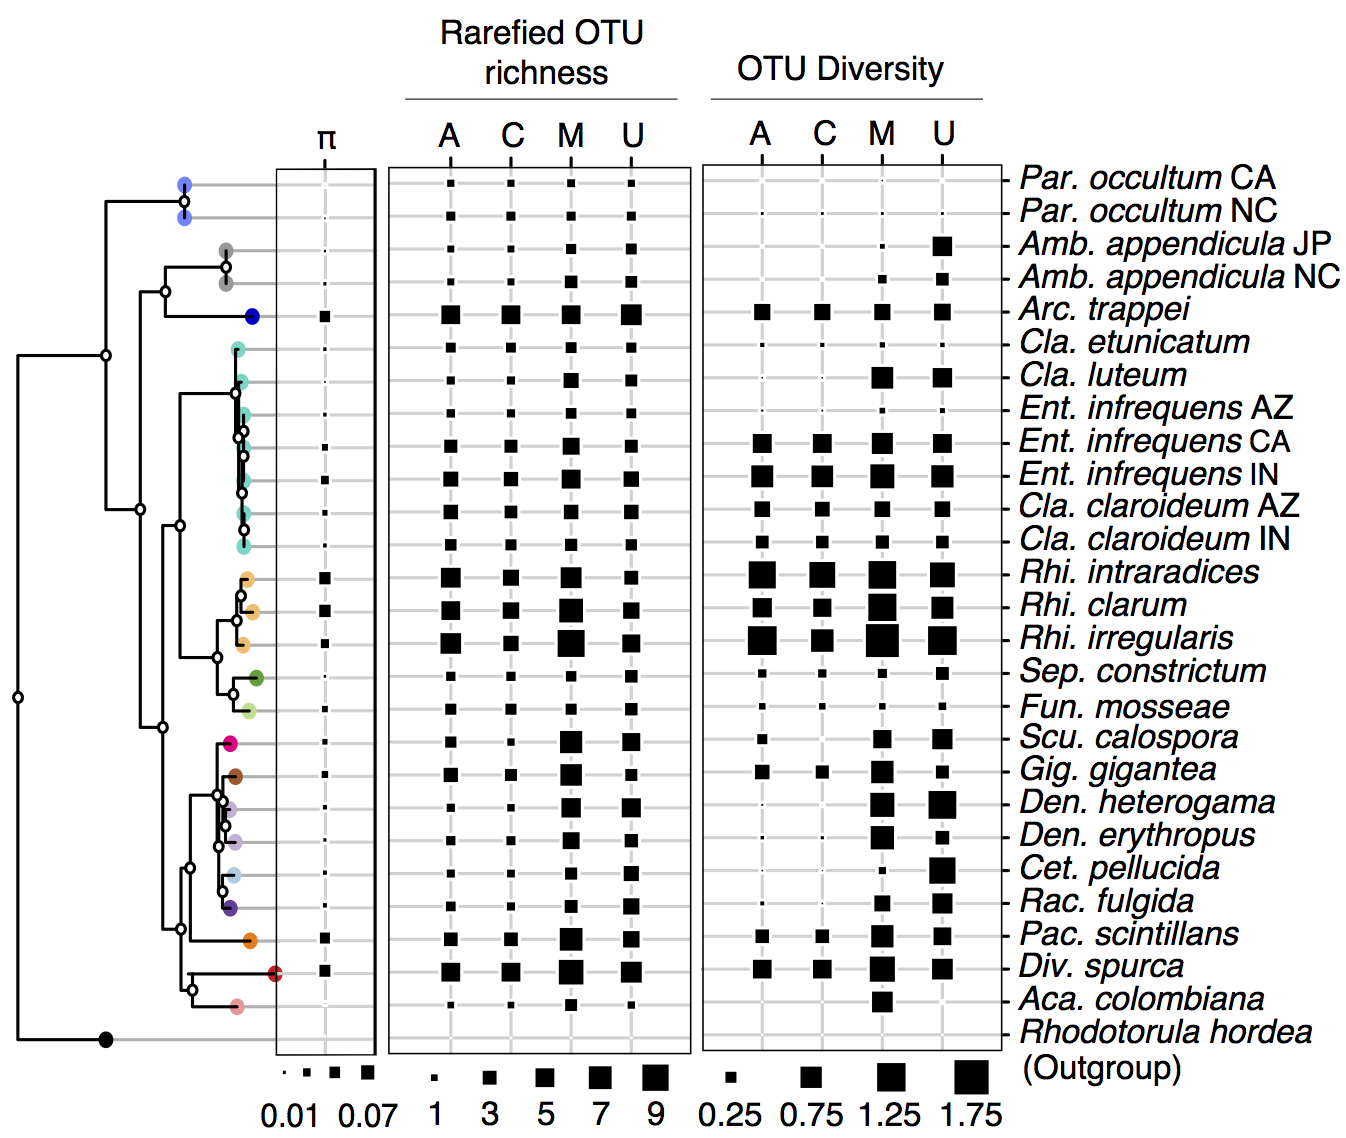 Rarefied OTU
richness
OTU Diversity
π
A C M U
A C M U
Par. occultum CA
Par. occultum NC
Amb. appendicula JP
Amb. appendicula NC
Arc. trappei
Cla. etunicatum
Cla. luteum
Ent. infrequens AZ
Ent. infrequens CA
Ent. infrequens IN
Cla. claroideum AZ
Cla. claroideum IN
Rhi. intraradices
Rhi. clarum
Rhi. irregularis
Sep. constrictum
Fun. mosseae
Scu. calospora
Gig. gigantea
Den. heterogama
Den. erythropus
Cet. pellucida
Rac. fulgida
Pac. scintillans
Div. spurca
Aca. colombiana
Rhodotorula hordea
(Outgroup)
0.01 0.07
1 3 5 7 9
0.25 0.75 1.25 1.75